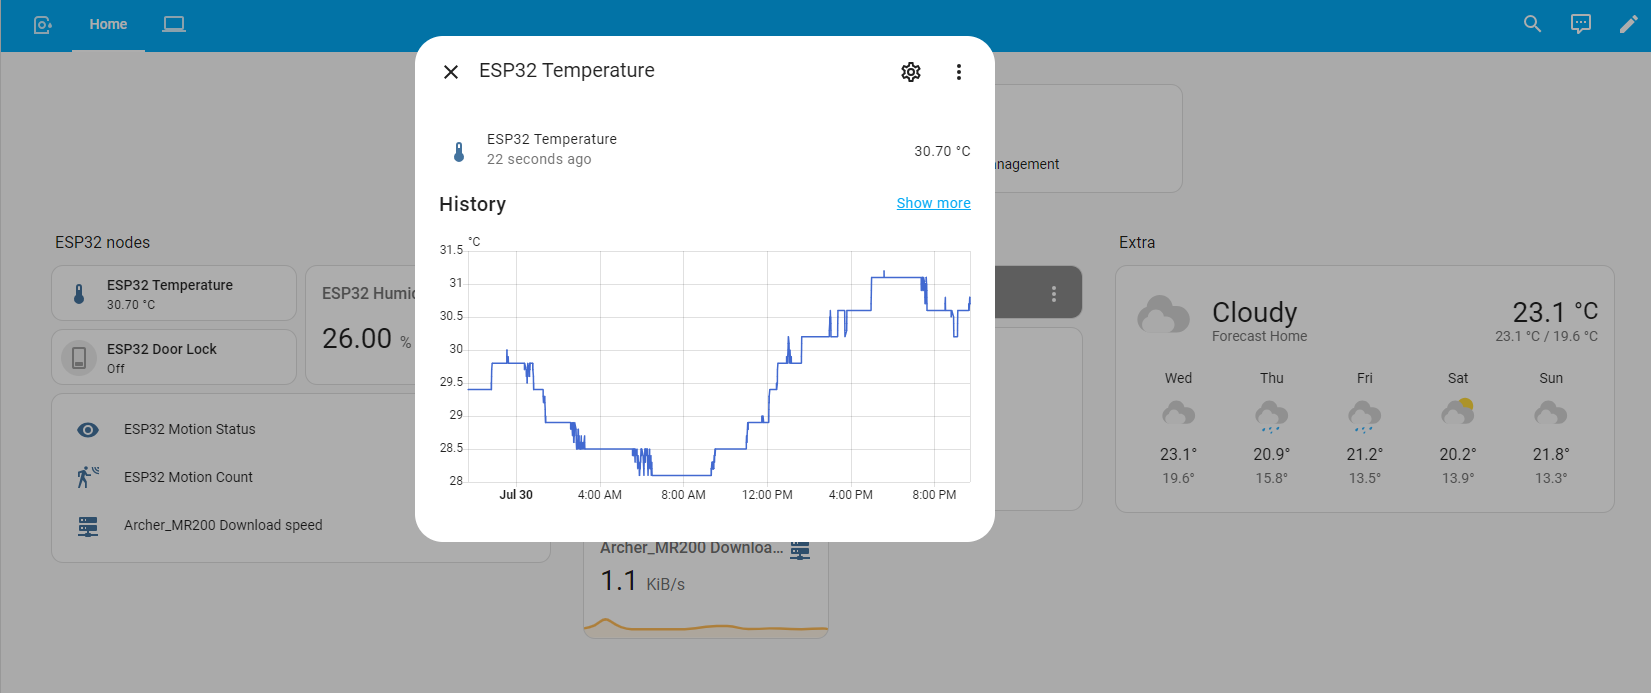 Home
ESP32 Temperature
ESP32 Temperature
22 seconds ago
30.70 °C
History
Show more
°C
31.5
31
30.5
30
29.5
29
28.5
28
Jul 30
4:00 AM
8:00 AM
12:00 PM
4:00 PM
8:00 PM
ESP32 nodes
ESP32 Temperature
30.70 °C
ESP32 Door Lock
Off
26.00 %
ESP32 Motion Status
ESP32 Motion Count
Archer_MR200 Download speed
Archer_MR200 Downloa...
1.1 KiB/s
Extra
Cloudy
Forecast Home
23.1 °C
23.1 °C / 19.6 °C
Wed Thu Fri Sat Sun
23.1° 20.9° 21.2° 20.2° 21.8°
19.6° 15.8° 13.5° 13.9° 13.3°